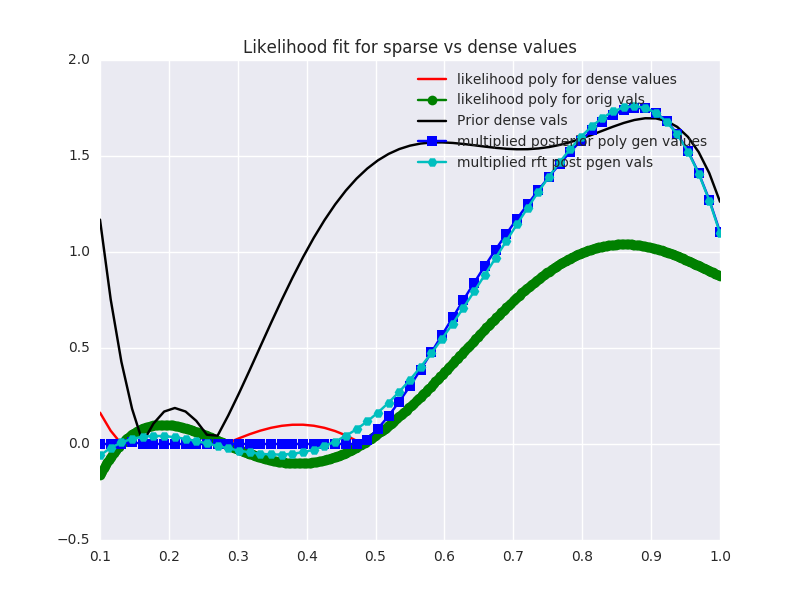 Likelihood fit for sparse vs dense values
2.0
1.5
1.0
0.5
0.0
−0.5
likelihood poly for dense values
likelihood poly for orig vals
Prior dense vals
multiplied posterior poly gen values
multiplied rft post pgen vals
0.1 0.2 0.3 0.4 0.5 0.6 0.7 0.8 0.9 1.0